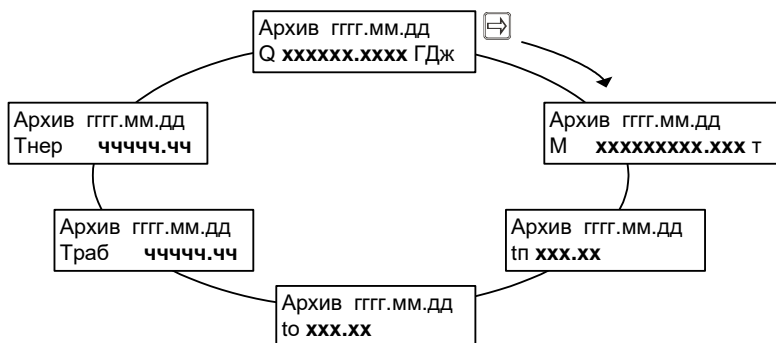 Архив гггг.мм.дд
Q xxxxxx.xxxx ГДж
Архив гггг.мм.дд
М xxxxxxxxx.xxx т
Архив гггг.мм.дд
tп xxx.xx
Архив гггг.мм.дд
to xxx.xx
Архив гггг.мм.дд
Tраб ччччч.чч
Архив гггг.мм.дд
Tнер ччччч.чч